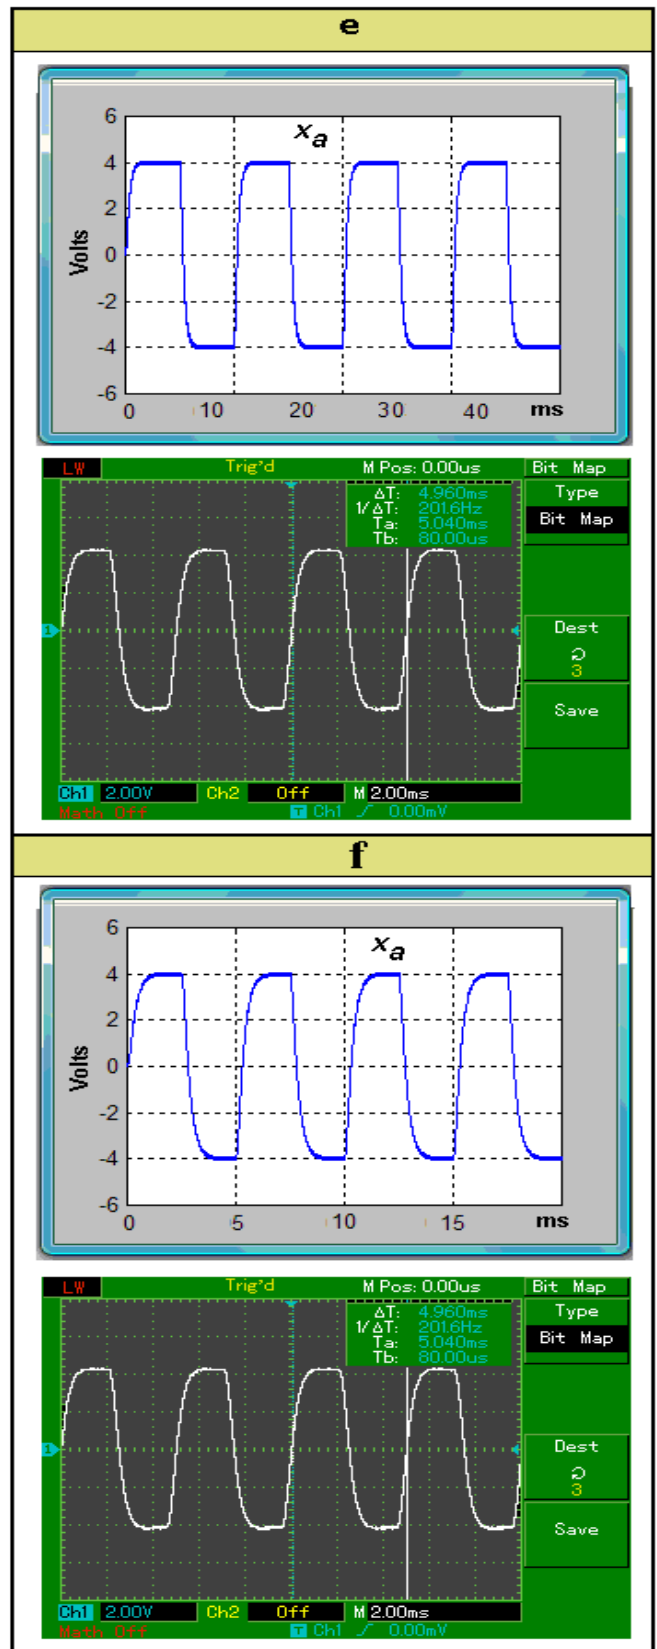 e
6
4
2
0
-2
-4
-6
Volts
xa
0 10 20 30 40 ms
LW Trig'd M Pos: 0.00us Bit Map
ΔT: 4.960ms
1/ΔT: 201.6Hz
Ta: 5.040ms
Tb: 80.00us
Type
Bit Map
1
Dest
3
Save
Ch1 2.00V Ch2 Off M 2.00ms
Math Off T Ch1 0.00mV
f
6
4
2
0
-2
-4
-6
Volts
xa
0 5 10 15 ms
LW Trig'd M Pos: 0.00us Bit Map
ΔT: 4.960ms
1/ΔT: 201.6Hz
Ta: 5.040ms
Tb: 80.00us
Type
Bit Map
1
Dest
3
Save
Ch1 2.00V Ch2 Off M 2.00ms
Math Off T Ch1 0.00mV